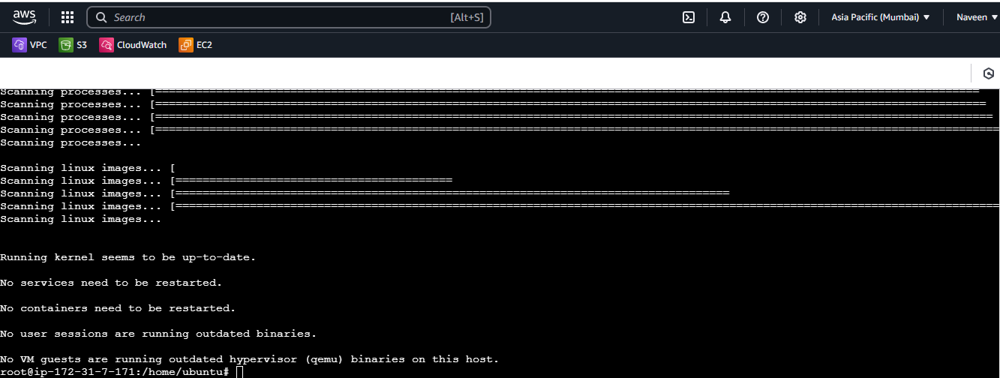 aws
Search [Alt+S]
Asia Pacific (Mumbai) ▼
Naveen ▼
VPC
S3
CloudWatch
EC2
Scanning processes... [==========================================================================================================================
Scanning processes... [===========================================================================================================================
Scanning processes... [============================================================================================================================
Scanning processes... [=============================================================================================================================
Scanning processes...
Scanning linux images... [
Scanning linux images... [=========================================
Scanning linux images... [==================================================================================
Scanning linux images... [==========================================================================================================================
Scanning linux images...
Running kernel seems to be up-to-date.
No services need to be restarted.
No containers need to be restarted.
No user sessions are running outdated binaries.
No VM guests are running outdated hypervisor (qemu) binaries on this host.
root@ip-172-31-7-171:/home/ubuntu#